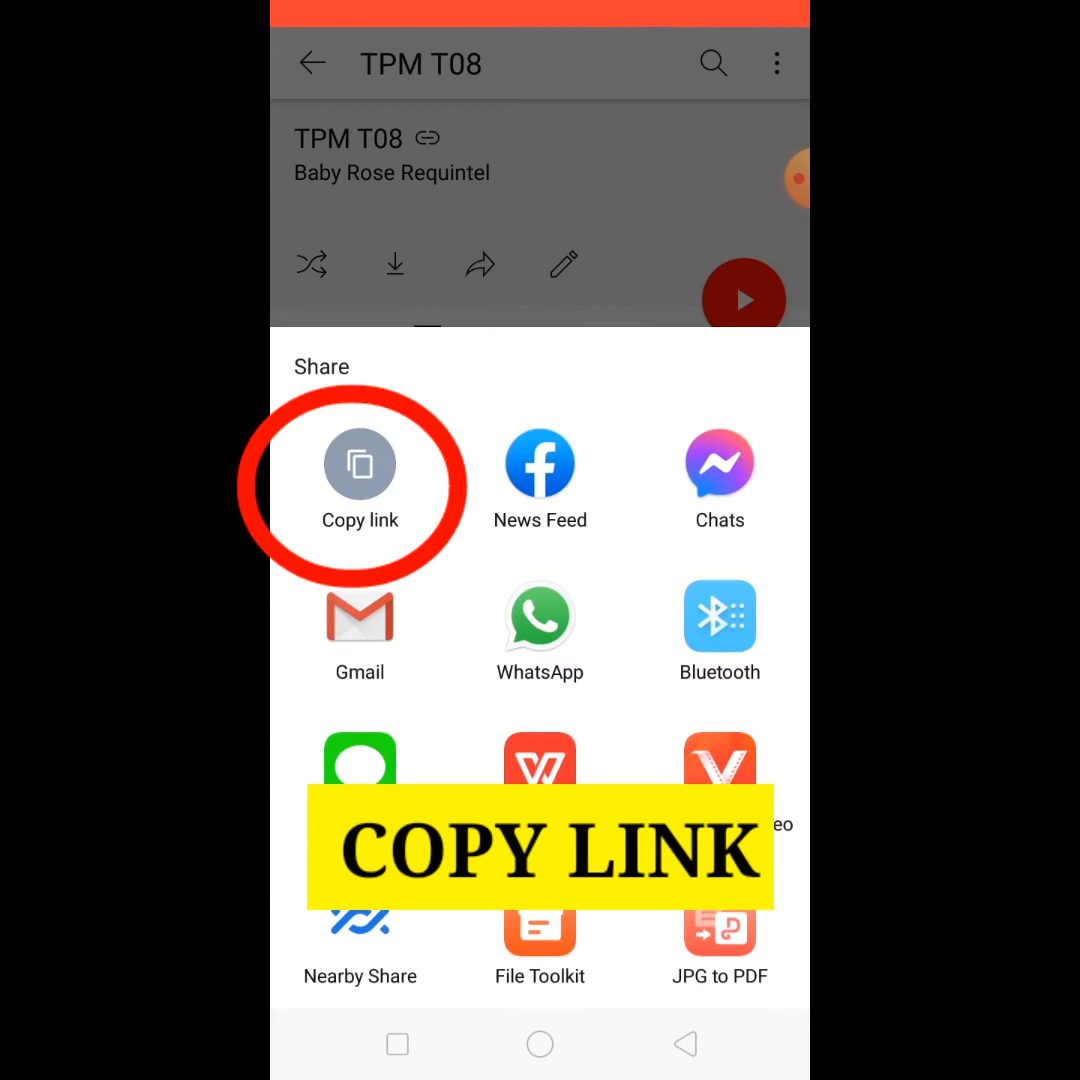 TPM T08
TPM T08
Baby Rose Requintel
Share
Copy link
News Feed
Chats
Gmail
WhatsApp
Bluetooth
eo
COPY LINK
Nearby Share
File Toolkit
JPG to PDF